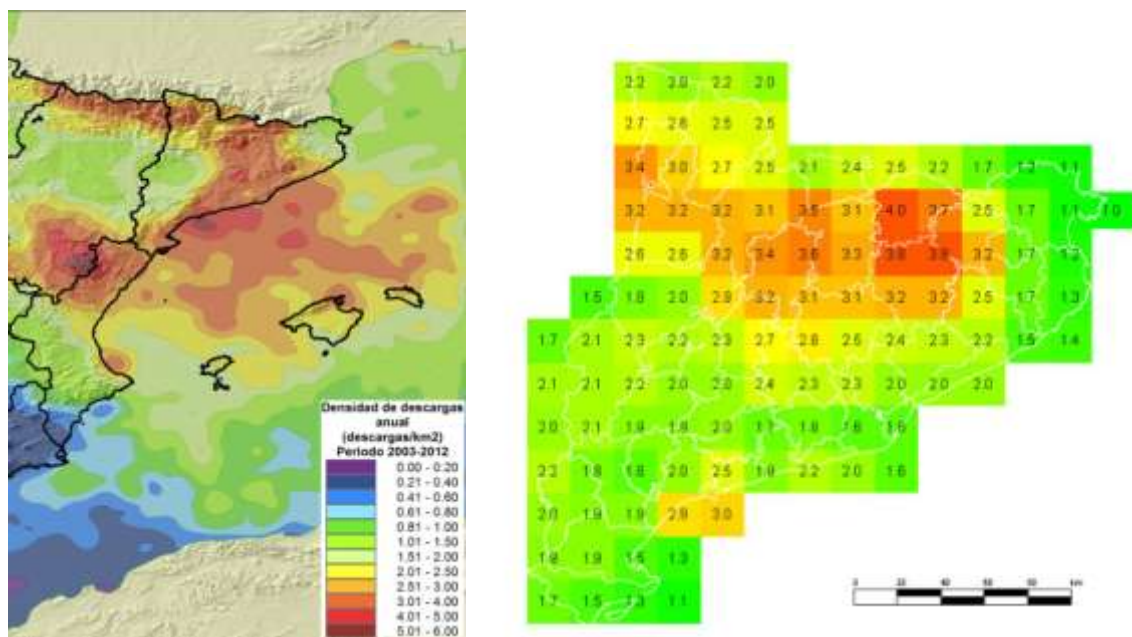 Densidad de descargas
anual
(descargas/km2)
Periodo 2003-2012
0.00 - 0.20
0.21 - 0.40
0.41 - 0.60
0.61 - 0.80
0.81 - 1.00
1.01 - 1.50
1.51 - 2.00
2.01 - 2.50
2.51 - 3.00
3.01 - 4.00
4.01 - 5.00
5.01 - 6.00
2.2 2.2 2.0
2.7 2.6 2.5 2.5
3.4 3.0 2.7 2.5 2.1 2.4 2.5 2.2 1.7 1.2 1.1
3.2 3.2 3.2 3.1 3.5 3.1 4.0 3.7 2.5 1.7 1.1 1.0
2.6 2.6 3.2 3.4 3.6 3.3 3.8 3.2 1.7 1.2
1.5 1.8 2.0 3.2 3.1 3.1 3.2 3.2 2.5 1.7 1.3
1.7 2.1 2.3 2.2 2.3 2.7 2.8 2.5 2.4 2.3 2.2 1.5 1.4
2.1 2.1 2.2 2.0 2.4 2.3 2.3 2.0 2.0 2.0
2.0 2.1 1.9 1.8 2.0 1.8 1.6 1.6
1.8 2.0 2.5 1.9 2.2 2.0 1.6
2.0 1.9 1.9 2.9 3.0
1.9 1.9 1.5 1.3
1.7 1.5 1.3 1.1
0 20 40 60 80 km